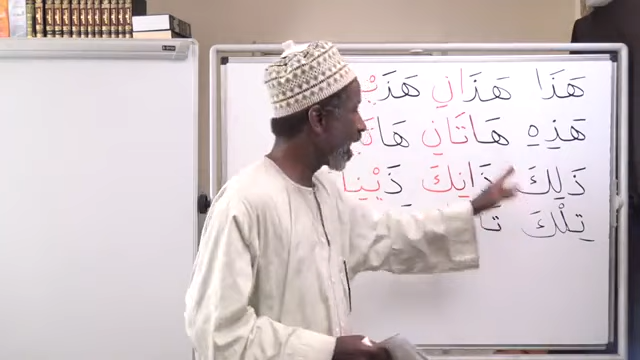 هَذَا هَذَانِ هَذَيْنِ
هَذِهِ هَاتَانِ
ذَلِكَ ذَانِكَ
تِلْكَ